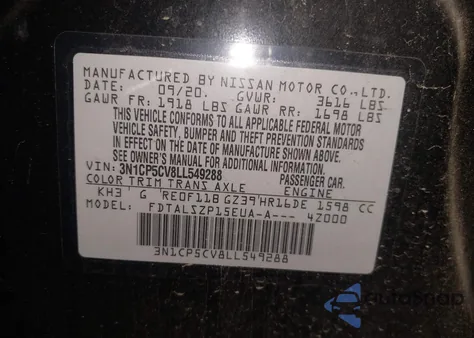 MANUFACTURED BY NISSAN MOTOR CO., LTD.
DATE: 09/20. GVWR: 3616 LBS
GAWR FR: 1918 LBS GAWR RR: 1698 LBS
THIS VEHICLE CONFORMS TO ALL APPLICABLE FEDERAL MOTOR
VEHICLE SAFETY, BUMPER AND THEFT PREVENTION STANDARDS
IN EFFECT ON THE DATE OF MANUFACTURE SHOWN ABOVE.
SEE OWNER'S MANUAL FOR ADDITIONAL INFORMATION.
VIN: 3N1CP5CV8LL549288 PASSENGER CAR.
COLOR TRIM TRANS AXLE ENGINE
KH3 G RE0F11B GZ39 HR16DE 1598 CC
MODEL: FDTALSZP15EUA-A--- 4Z000
3N1CP5CV8LL549288
AutoSnap